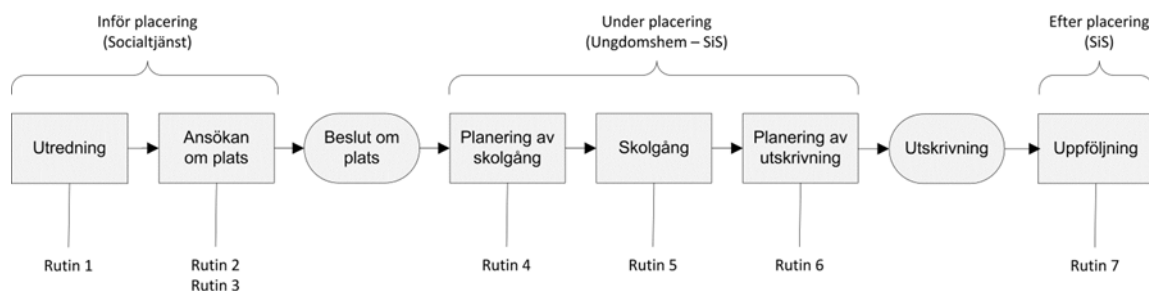 Inför placering
(Socialtjänst)
Under placering
(Ungdomshem – SiS)
Efter placering
(SiS)
Utredning
Ansökan
om plats
Beslut om
plats
Planering av
skolgång
Skolgång
Planering av
utskrivning
Utskrivning
Uppföljning
Rutin 1
Rutin 2
Rutin 3
Rutin 4
Rutin 5
Rutin 6
Rutin 7